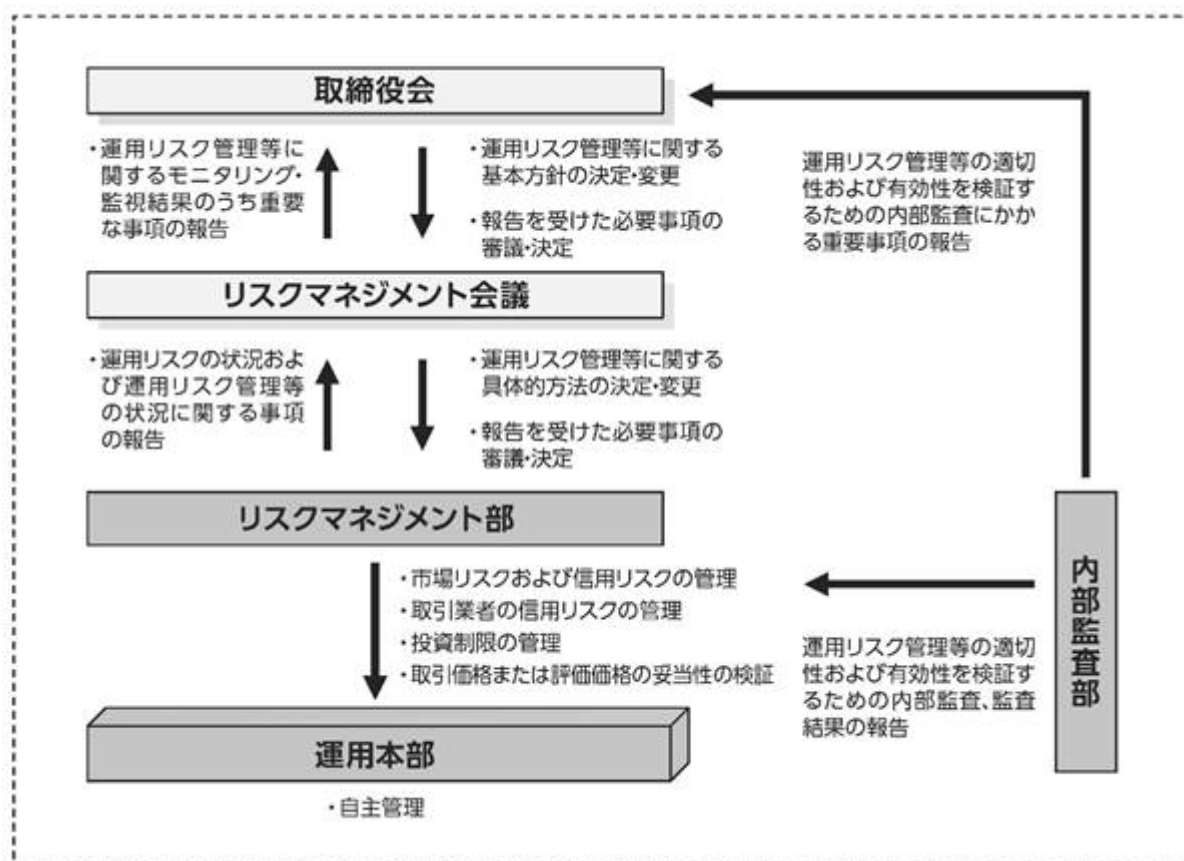 取締役会
・運用リスク管理等に
関するモニタリング・
監視結果のうち重要
な事項の報告
・運用リスク管理等に関する
基本方針の決定・変更
・報告を受けた必要事項の
審議・決定
運用リスク管理等の適切
性および有効性を検証す
るための内部監査にかか
る重要事項の報告
リスクマネジメント会議
・運用リスクの状況およ
び運用リスク管理等
の状況に関する事項
の報告
・運用リスク管理等に関する
具体的方法の決定・変更
・報告を受けた必要事項の
審議・決定
リスクマネジメント部
・市場リスクおよび信用リスクの管理
・取引業者の信用リスクの管理
・投資制限の管理
・取引価格または評価価格の妥当性の検証
運用リスク管理等の適切
性および有効性を検証す
るための内部監査、監査
結果の報告
内部監査部
運用本部
・自主管理